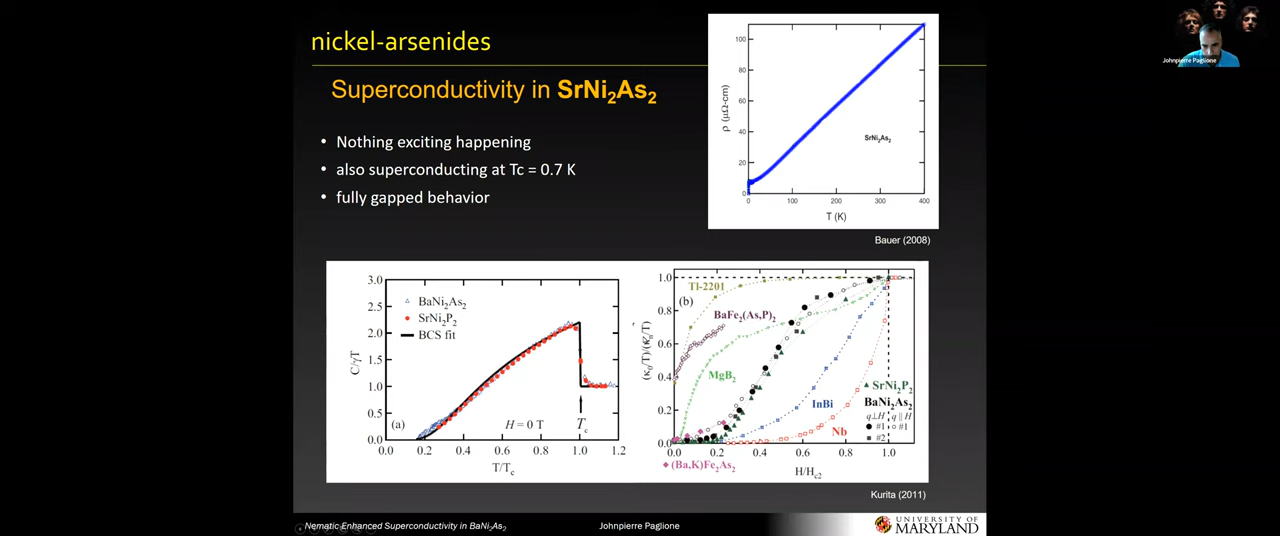 nickel-arsenides
Superconductivity in SrNi2As2
• Nothing exciting happening
• also superconducting at Tc = 0.7 K
• fully gapped behavior
100
80
60
40
20
0
ρ (μΩ-cm)
SrNi2As2
0 100 200 300 400
T (K)
Bauer (2008)
Johnpierre Paglione
3.0
2.5
2.0
1.5
1.0
0.5
0.0
C/γT
BaNi2As2
SrNi2P2
BCS fit
(a)
H = 0 T
Tc
0.0 0.2 0.4 0.6 0.8 1.0 1.2
T/Tc
1.0
0.8
0.6
0.4
0.2
0.0
(κ0/T)/(κn/T)
(b)
Tl-2201
BaFe2(As,P)2
MgB2
InBi
Nb
SrNi2P2
BaNi2As2
q⊥H q || H
#1 #1
#2
0.0 0.2 0.4 0.6 0.8 1.0
(Ba,K)Fe2As2
H/Hc2
Kurita (2011)
Nematic Enhanced Superconductivity in BaNi2As2
Johnpierre Paglione
UNIVERSITY OF
MARYLAND